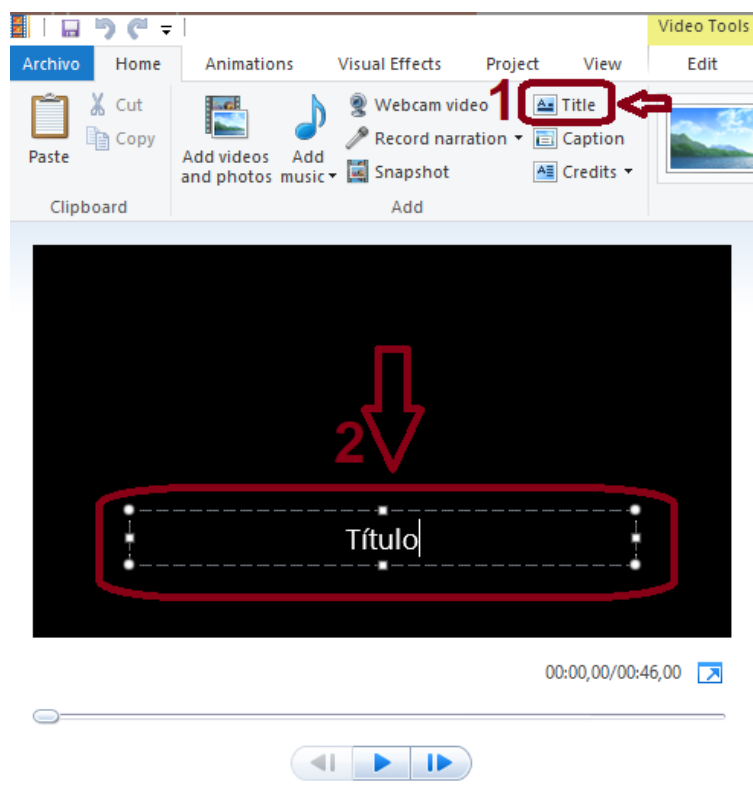 Video Tools
Archivo Home Animations Visual Effects Project View Edit
Cut Webcam video 1 Title
Copy Record narration Caption
Paste Add videos and photos Add music Snapshot Credits
Clipboard Add
2
Título
00:00,00/00:46,00